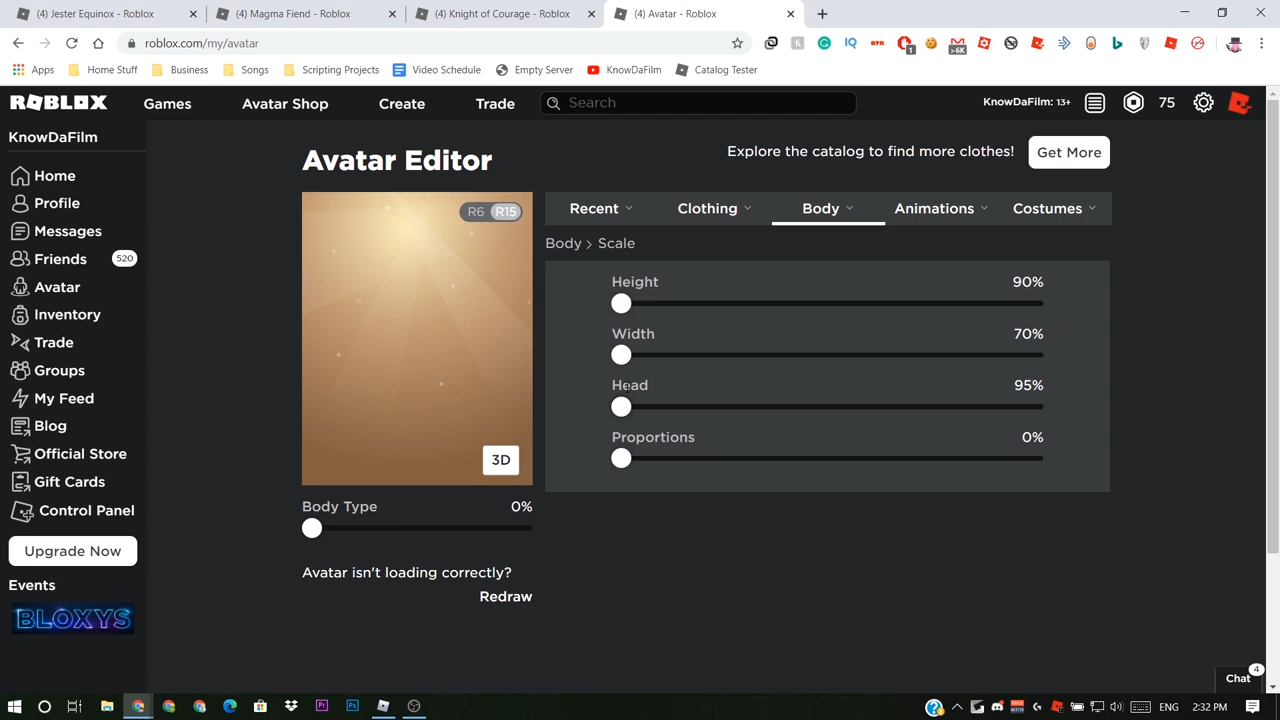 (4) Jester Equinox - Roblox
(4) Magma Fiend - Roblox
(4) Knight of Courage - Roblox
(4) Avatar - Roblox
roblox.com/my/avatar
1
>6K
Apps
Home Stuff
Business
Songs
Scripting Projects
Video Schedule
Empty Server
KnowDaFilm
Catalog Tester
ROBLOX
Games
Avatar Shop
Create
Trade
Search
KnowDaFilm: 13+
75
KnowDaFilm
Home
Profile
Messages
Friends 520
Avatar
Inventory
Trade
Groups
My Feed
Blog
Official Store
Gift Cards
Control Panel
Upgrade Now
Events
BLOXYS
Avatar Editor
Explore the catalog to find more clothes!
Get More
R6 R15
3D
Body Type 0%
Avatar isn't loading correctly?
Redraw
Recent
Clothing
Body
Animations
Costumes
Body > Scale
Height 90%
Width 70%
Head 95%
Proportions 0%
Chat 4
ENG
2:32 PM